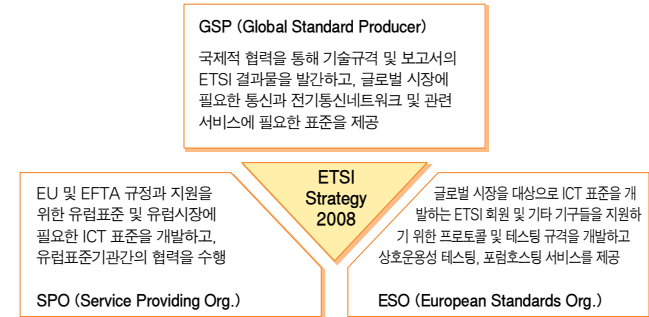 GSP (Global Standard Producer)
국제적 협력을 통해 기술규격 및 보고서의
ETSI 결과물을 발간하고, 글로벌 시장에
필요한 통신과 전기통신네트워크 및 관련
서비스에 필요한 표준을 제공
ETSI
Strategy
2008
EU 및 EFTA 규정과 지원을
위한 유럽표준 및 유럽시장에
필요한 ICT 표준을 개발하고,
유럽표준기관간의 협력을 수행
SPO (Service Providing Org.)
글로벌 시장을 대상으로 ICT 표준을 개
발하는 ETSI 회원 및 기타 기구들을 지원하
기 위한 프로토콜 및 테스팅 규격을 개발하고
상호운용성 테스팅, 포럼호스팅 서비스를 제공
ESO (European Standards Org.)